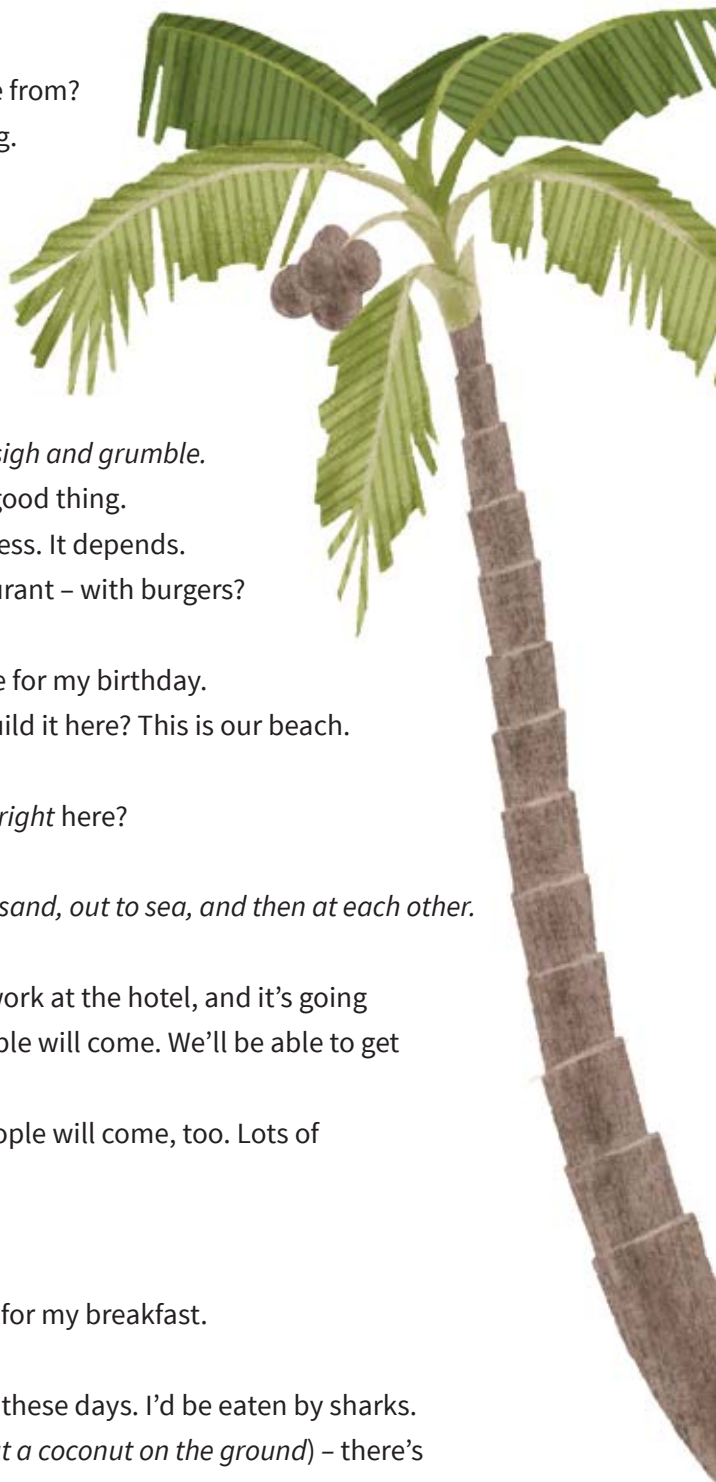 e from?
g.
sigh and grumble.
good thing.
ess. It depends.
urant – with burgers?
e for my birthday.
uild it here? This is our beach.
right here?
sand, out to sea, and then at each other.
work at the hotel, and it’s going
ple will come. We’ll be able to get
ople will come, too. Lots of
for my breakfast.
these days. I’d be eaten by sharks.
t a coconut on the ground) – there’s